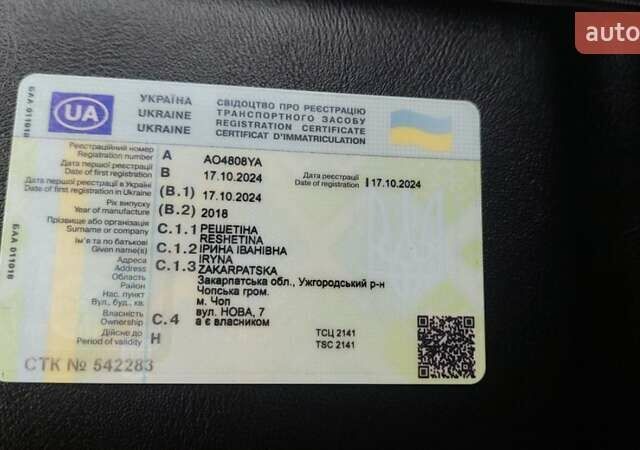 auto
UA
УКРАЇНА
UKRAINE
UKRAINE
СВІДОЦТВО ПРО РЕЄСТРАЦІЮ
ТРАНСПОРТНОГО ЗАСОБУ
REGISTRATION CERTIFICATE
CERTIFICAT D'IMMATRICULATION
Реєстраційний номер
Registration number A AO4808YA
Дата першої реєстрації
Date of first registration B 17.10.2024
Дата реєстрації
Date of registration I 17.10.2024
Дата першої реєстрації в Україні
Date of first registration in Ukraine (B.1) 17.10.2024
Рік випуску
Year of manufacture (B.2) 2018
Прізвище або організація
Surname or company C.1.1 РЕШЕТІНА
RESHETINA
Ім'я та по батькові
Given name(s) C.1.2 ІРИНА ІВАНІВНА
IRYNA
Адреса
Address C.1.3 ZAKARPATSKA
Область
Закарпатська обл., Ужгородський р-н
Район
Чопська гром.
Нас. пункт
м. Чоп
Вул., буд., кв.
вул. НОВА, 7
Власність
Ownership C.4 а є власником
Дійсне до
Period of validity H
ТСЦ 2141
TSC 2141
СТК № 542283
БАА 011018
БАА 011018